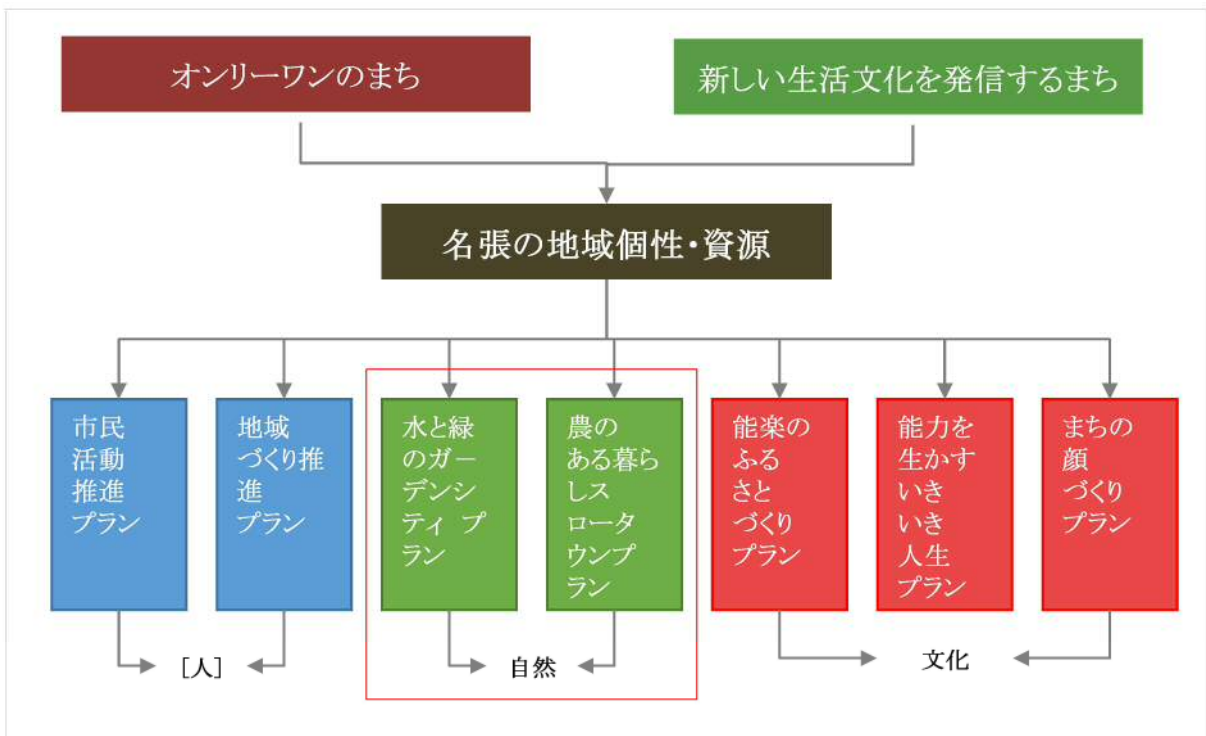 オンリーワンのまち
新しい生活文化を発信するまち
名張の地域個性・資源
市民
活動
推進
プラン
地域
づくり推
進
プラン
水と緑
のガー
デンシ
ティ プ
ラン
農の
ある暮ら
しス
ロータ
ウンプ
ラン
能楽の
ふる
さと
づくり
プラン
能力を
生かす
いき
いき
人生
プラン
まちの
顔
づくり
プラン
[人]
自然
文化